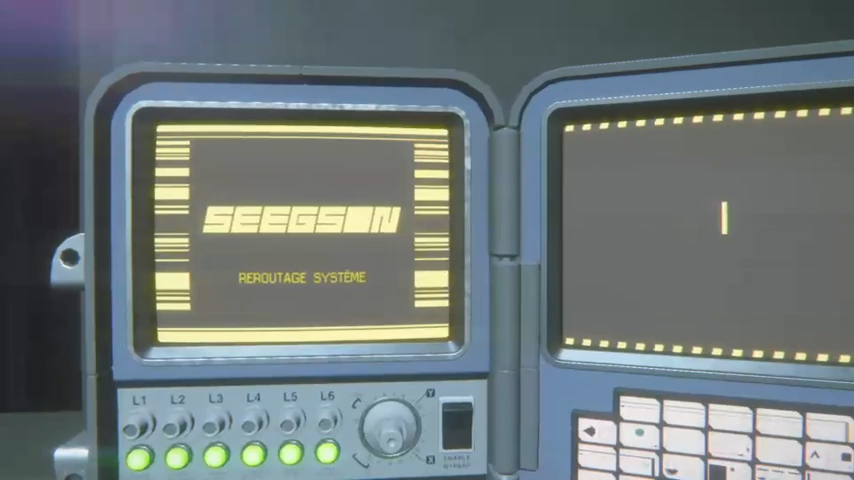 SEEGSON
REROUTAGE SYSTÈME
L1 L2 L3 L4 L5 L6
Y
X